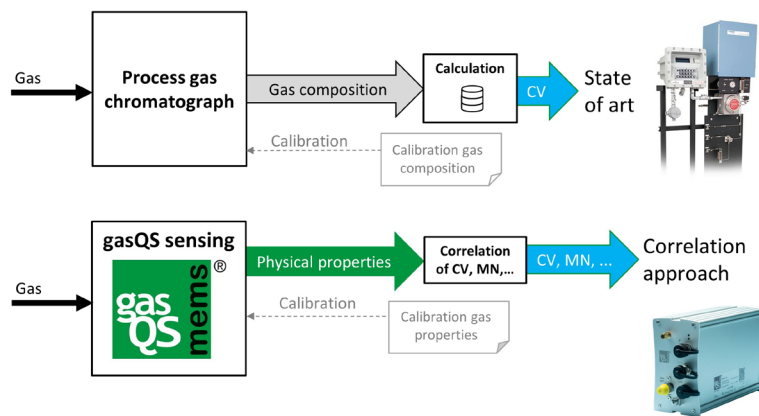 Gas
Process gas
chromatograph
Gas composition
Calculation
CV
State
of art
Calibration
Calibration gas
composition
gasQS sensing
Gas
gas
QS
mems
®
Physical properties
Correlation
of CV, MN,...
CV, MN, ...
Correlation
approach
Calibration
Calibration gas
properties